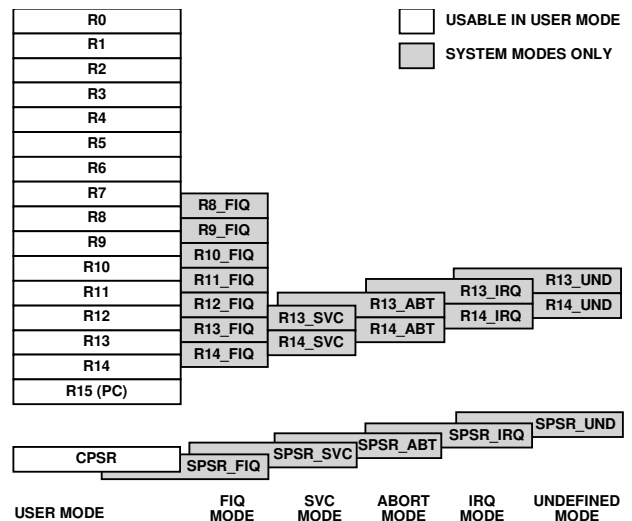 R0
R1
R2
R3
R4
R5
R6
R7
R8
R9
R10
R11
R12
R13
R14
R15 (PC)
USABLE IN USER MODE
SYSTEM MODES ONLY
R8_FIQ
R9_FIQ
R10_FIQ
R11_FIQ
R12_FIQ
R13_FIQ
R14_FIQ
R13_SVC
R14_SVC
R13_ABT
R14_ABT
R13_IRQ
R14_IRQ
R13_UND
R14_UND
CPSR
SPSR_FIQ
SPSR_SVC
SPSR_ABT
SPSR_IRQ
SPSR_UND
USER MODE
FIQ
MODE
SVC
MODE
ABORT
MODE
IRQ
MODE
UNDEFINED
MODE